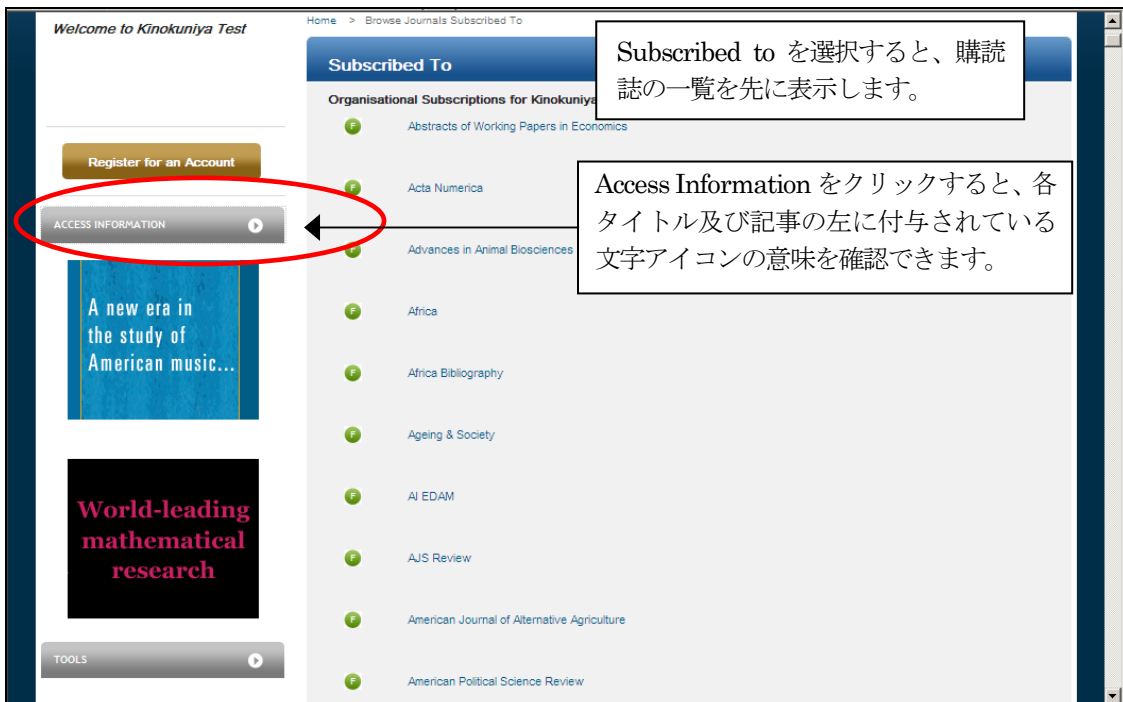 Welcome to Kinokuniya Test
Home > Browse Journals Subscribed To
Subscribed To
Subscribed to を選択すると、購読
誌の一覧を先に表示します。
Organisational Subscriptions for Kinokuniya
F Abstracts of Working Papers in Economics
Register for an Account
F Acta Numerica
Access Information をクリックすると、各
タイトル及び記事の左に付与されている
文字アイコンの意味を確認できます。
ACCESS INFORMATION
F Advances in Animal Biosciences
A new era in
the study of
American music...
F Africa
F Africa Bibliography
F Ageing & Society
World-leading
mathematical
research
F AI EDAM
F AJS Review
F American Journal of Alternative Agriculture
TOOLS
F American Political Science Review